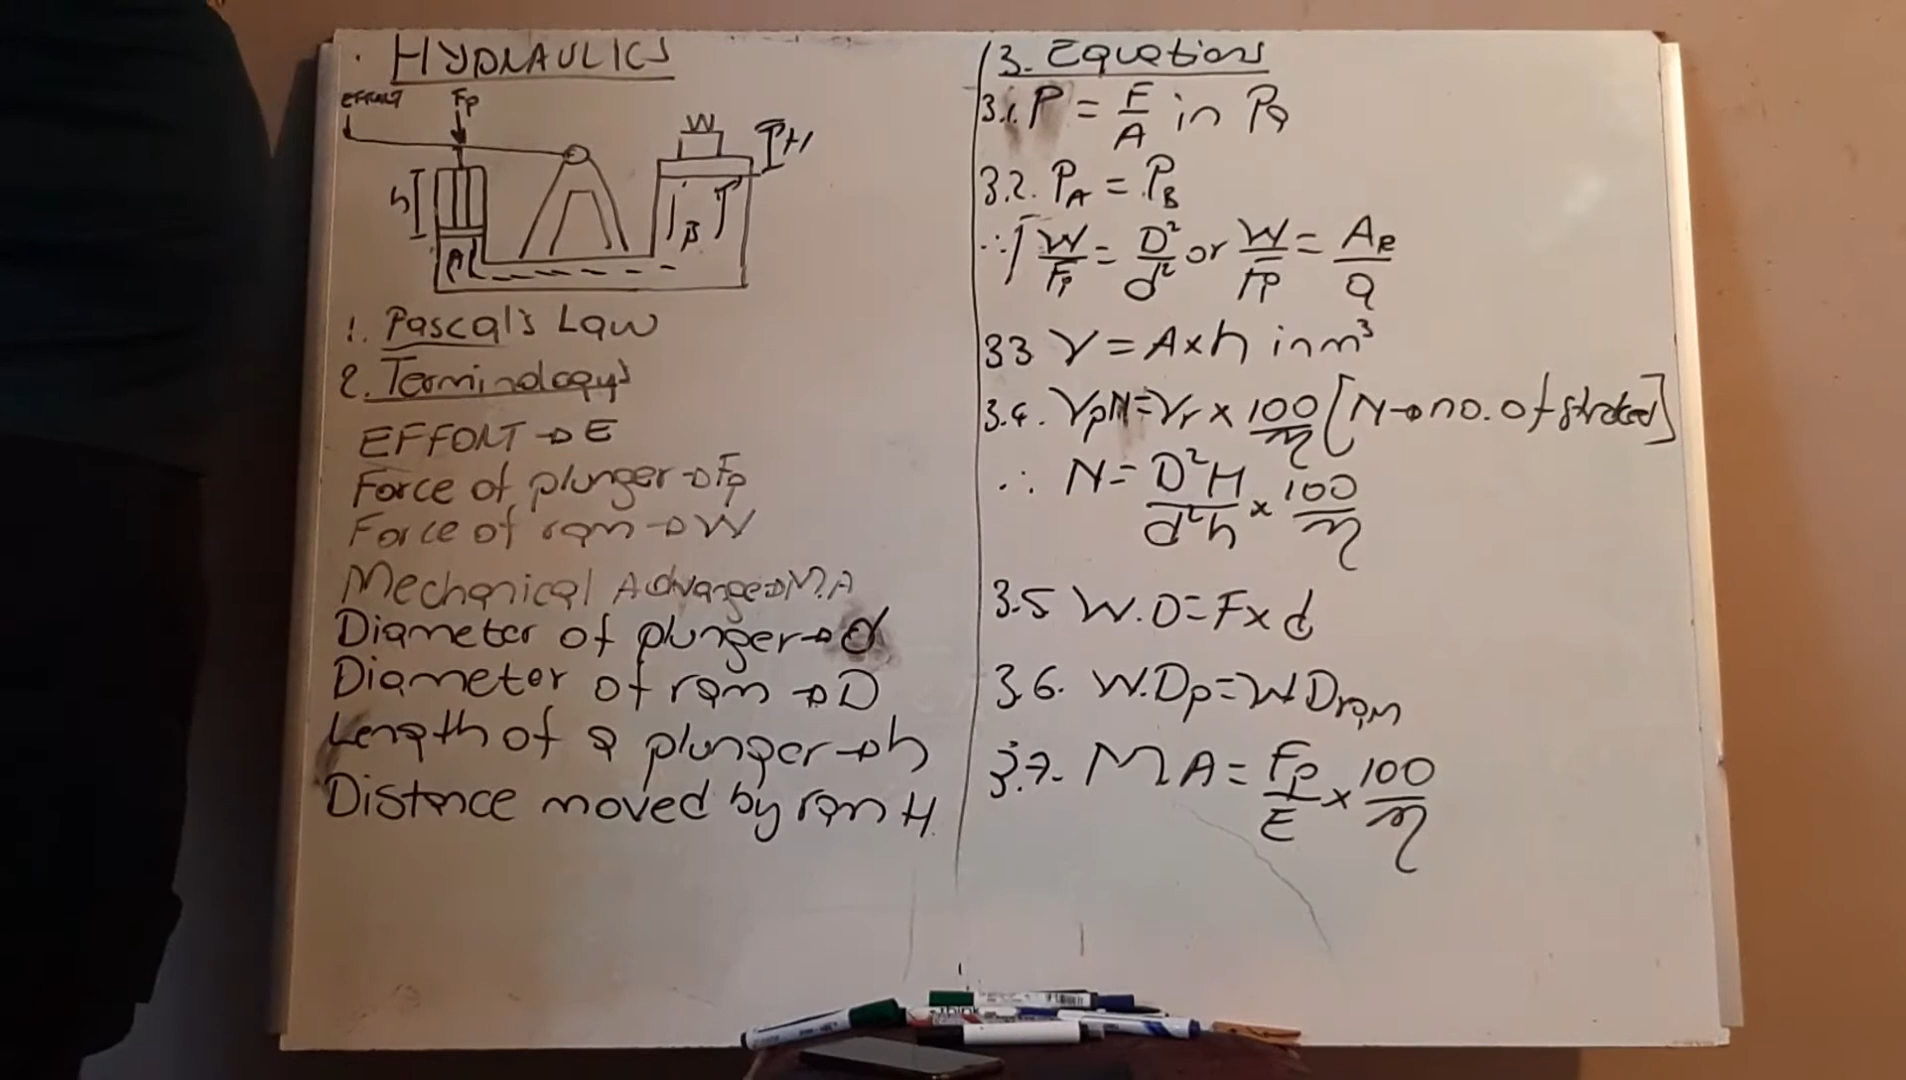 HYDRAULICS
EFFORT Fp
W
H
h
A
B
1. Pascal's Law
2. Terminology
EFFORT → E
Force of plunger → Fp
Force of ram → W
Mechanical Advange → M.A
Diameter of plunger → d
Diameter of ram → D
Length of a plunger → h
Distance moved by ram H
3. Equations
3.1. P = F/A in Pa
3.2. PA = PB
∴ W/Fp = D²/d² or W/Fp = AR/a
3.3 V = A x h in m³
3.4. VpN = Vr x 100/η [N → no. of strokes]
∴ N = D²H/d²h x 100/η
3.5 W.D = F x d
3.6. W.Dp = W Dram
3.7. MA = Fp/E x 100/η